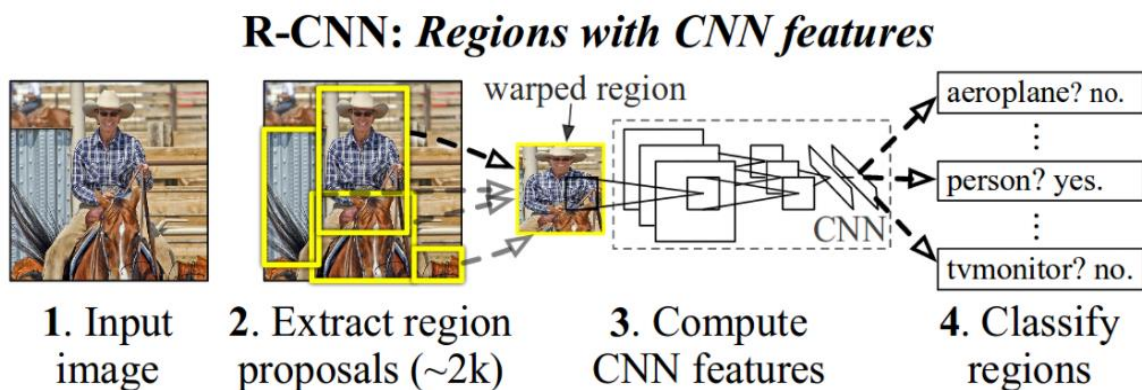 R-CNN: Regions with CNN features
warped region
aeroplane? no.
⋮
person? yes.
⋮
tvmonitor? no.
CNN
1. Input
image
2. Extract region
proposals (~2k)
3. Compute
CNN features
4. Classify
regions